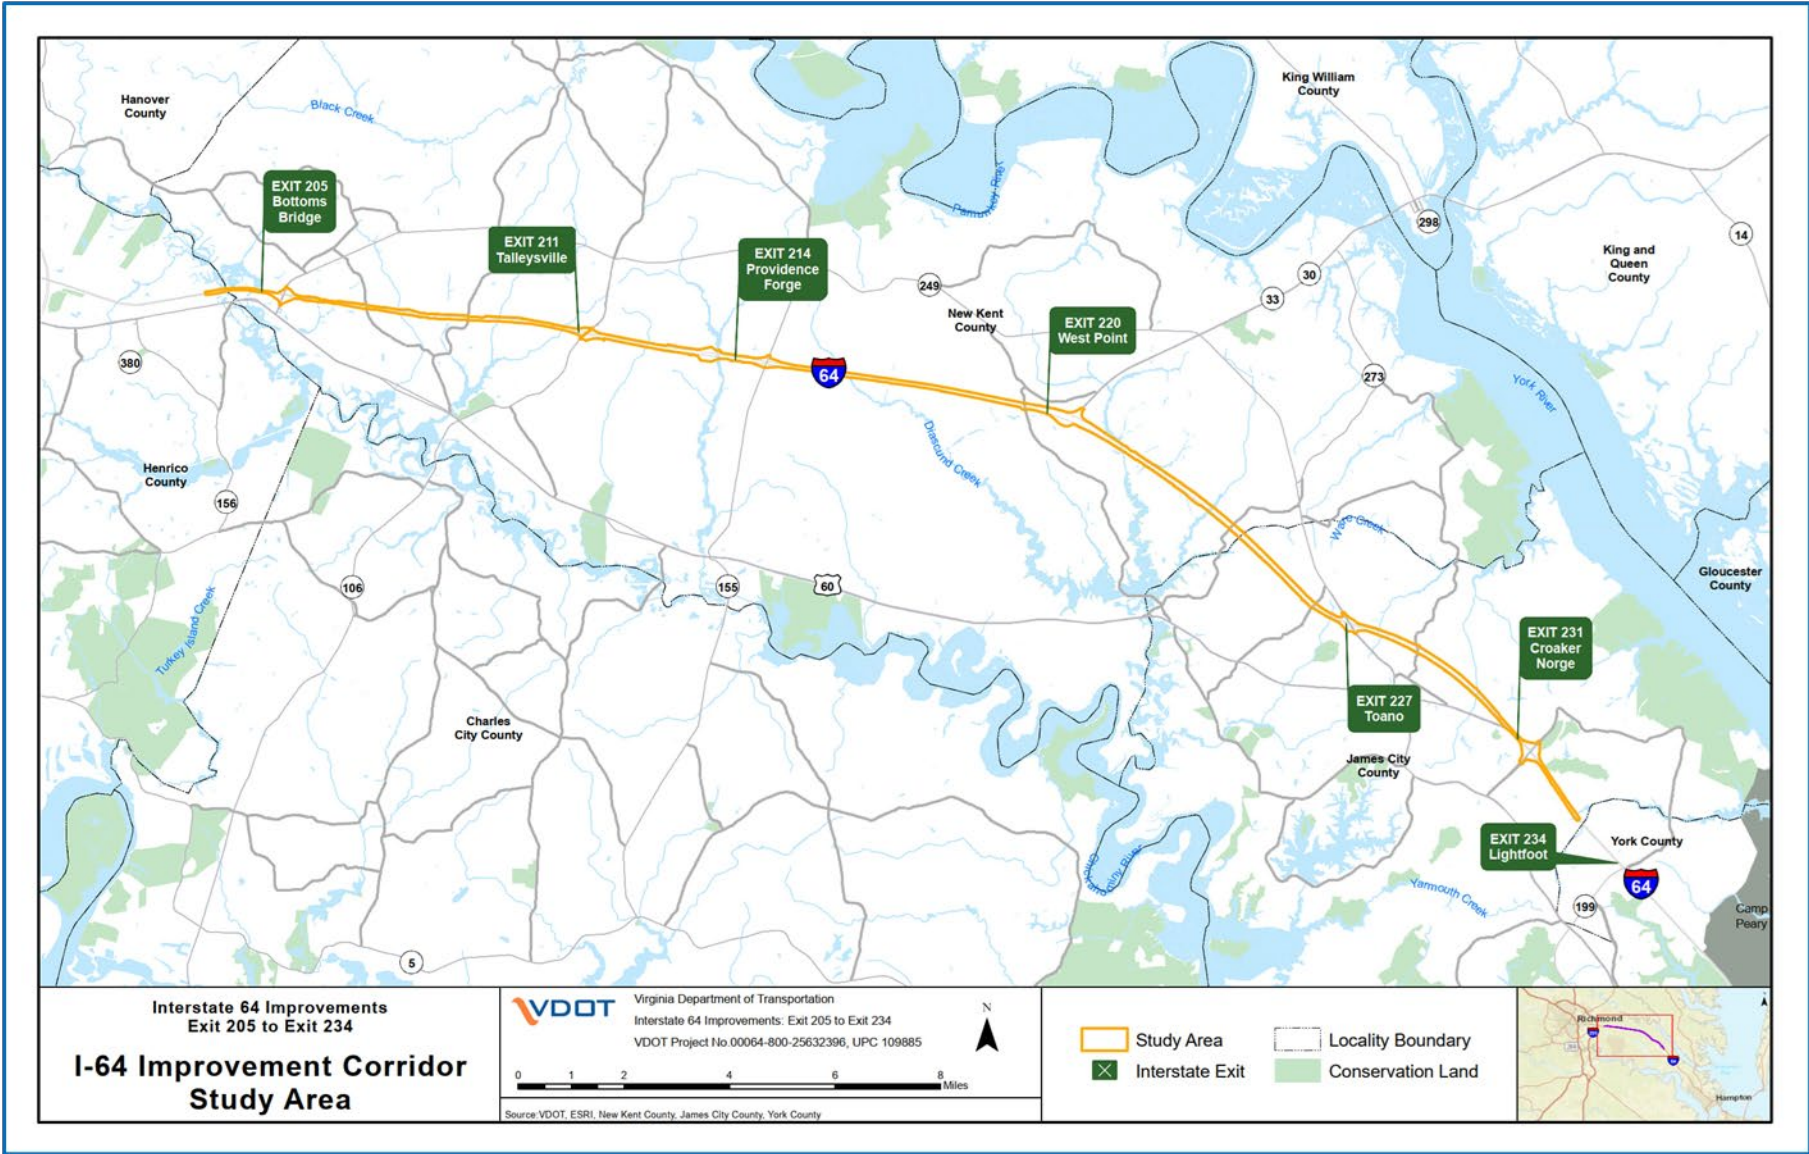 Hanover
County
Black Creek
King William
County
EXIT 205
Bottoms
Bridge
EXIT 211
Talleysville
EXIT 214
Providence
Forge
Pamunkey River
298
14
King and
Queen
County
249
30
33
New Kent
County
EXIT 220
West Point
380
64
273
York River
Diascund Creek
Henrico
County
156
Ware Creek
106
155
60
Gloucester
County
Turkey Island Creek
EXIT 231
Croaker
Norge
EXIT 227
Toano
Charles
City County
James City
County
EXIT 234
Lightfoot
York County
64
Chickahominy River
Yarmouth Creek
199
Camp
Peary
5
Interstate 64 Improvements
Exit 205 to Exit 234
I-64 Improvement Corridor
Study Area
VDOT
Virginia Department of Transportation
Interstate 64 Improvements: Exit 205 to Exit 234
VDOT Project No.00064-800-25632396, UPC 109885
N
0 1 2 4 6 8
Miles
Source:VDOT, ESRI, New Kent County, James City County, York County
Study Area
Interstate Exit
Locality Boundary
Conservation Land
Richmond
Hampton